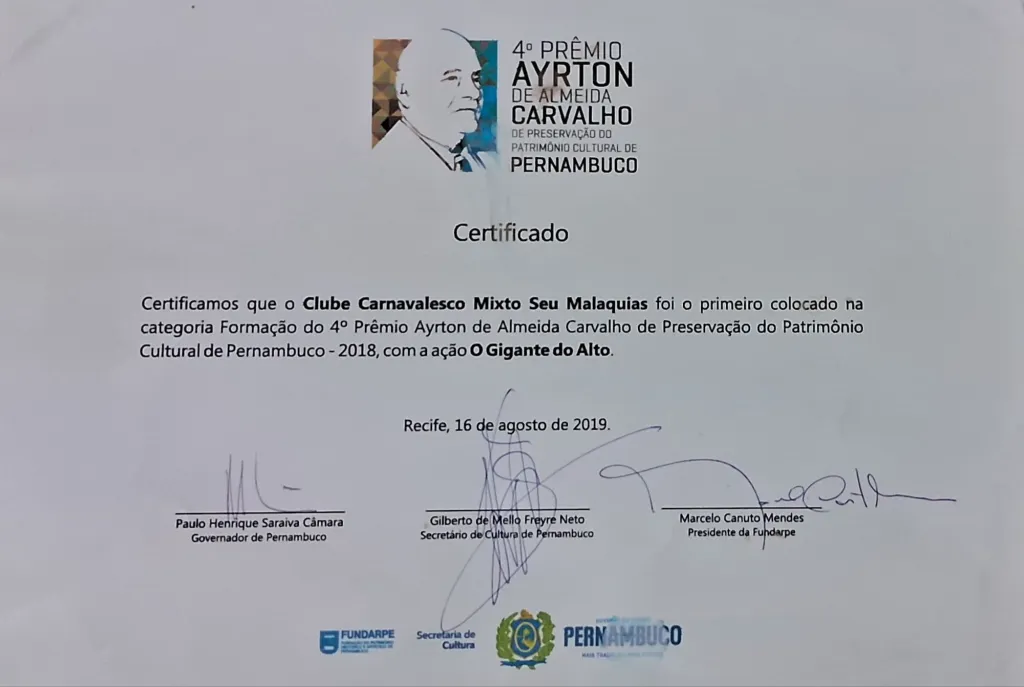 4º PRÊMIO
AYRTON
DE ALMEIDA
CARVALHO
DE PRESERVAÇÃO DO
PATRIMÔNIO CULTURAL DE
PERNAMBUCO
Certificado
Certificamos que o Clube Carnavalesco Mixto Seu Malaquias foi o primeiro colocado na
categoria Formação do 4º Prêmio Ayrton de Almeida Carvalho de Preservação do Patrimônio
Cultural de Pernambuco - 2018, com a ação O Gigante do Alto.
Recife, 16 de agosto de 2019.
Paulo Henrique Saraiva Câmara
Governador de Pernambuco
Gilberto de Mello Freyre Neto
Secretário de Cultura de Pernambuco
Marcelo Canuto Mendes
Presidente da Fundarpe
FUNDARPE
Secretaria de
Cultura
PERNAMBUCO